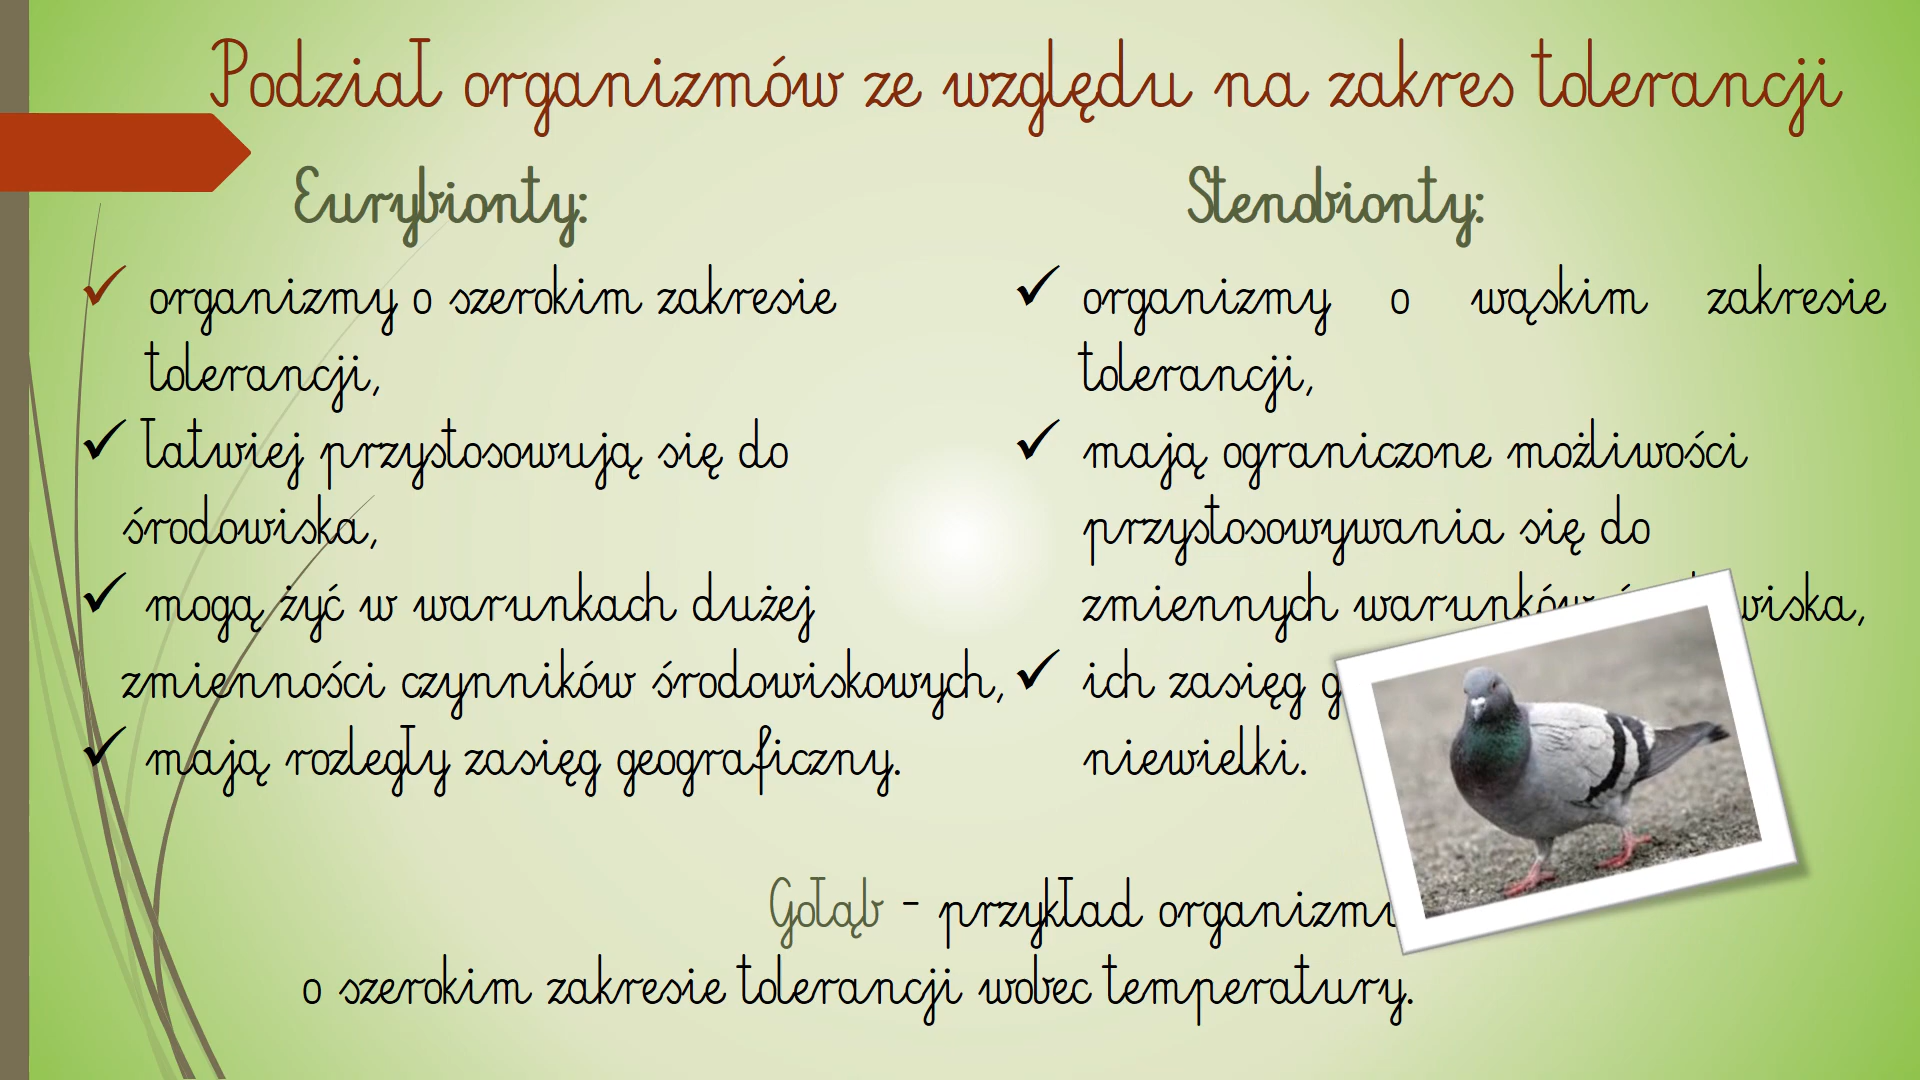 Podział organizmów ze względu na zakres tolerancji
Eurybionty:
organizmy o szerokim zakresie
tolerancji,
łatwiej przystosowują się do
środowiska,
mogą żyć w warunkach dużej
zmienności czynników środowiskowych,
mają rozległy zasięg geograficzny.
Stenobionty:
organizmy o wąskim zakresie
tolerancji,
mają ograniczone możliwości
przystosowywania się do
zmiennych warunków
ich zasięg
niewielki.
Gołąb - przykład
o szerokim zakresie tolerancji wobec temperatury.